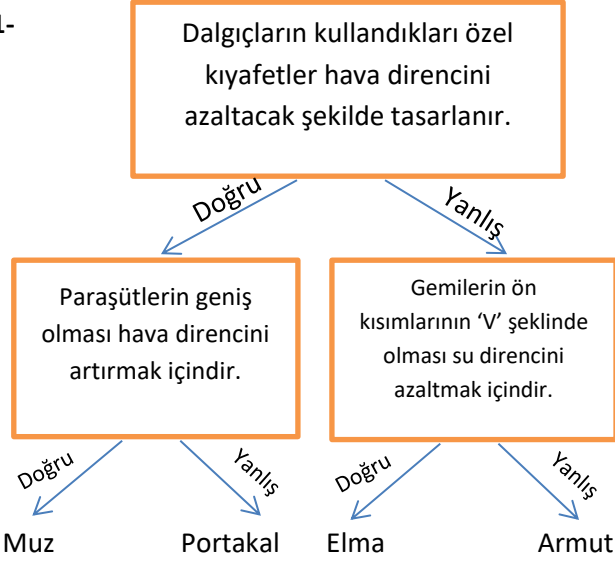 1-
Dalgıçların kullandıkları özel
kıyafetler hava direncini
azaltacak şekilde tasarlanır.
Doğru
Yanlış
Paraşütlerin geniş
olması hava direncini
artırmak içindir.
Gemilerin ön
kısımlarının ‘V’ şeklinde
olması su direncini
azaltmak içindir.
Doğru
Yanlış
Doğru
Yanlış
Muz
Portakal
Elma
Armut